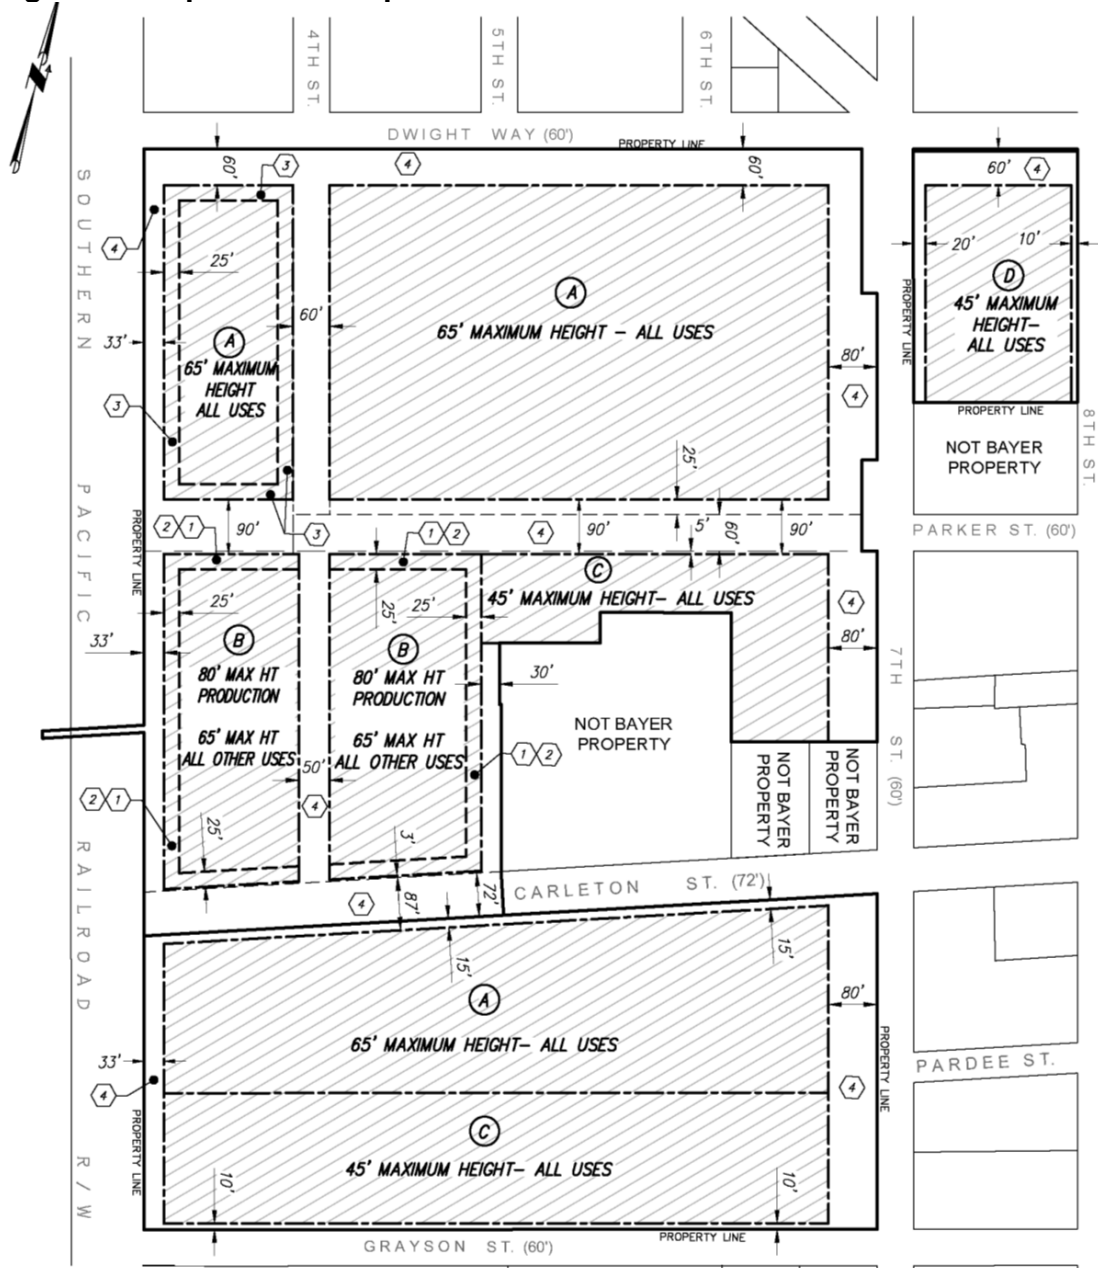 4TH ST.
5TH ST.
6TH ST.
DWIGHT WAY (60')
PROPERTY LINE
60'
3
4
60'
60'
4
4
25'
20'
10'
D
45' MAXIMUM
HEIGHT-
ALL USES
PROPERTY LINE
A
65' MAXIMUM HEIGHT - ALL USES
60'
33'
A
65' MAXIMUM
HEIGHT
ALL USES
80'
4
3
PROPERTY LINE
NOT BAYER
PROPERTY
8TH ST.
25'
SOUTHERN PACIFIC RAILROAD R/W
PROPERTY LINE
2 1
90'
3
1 2
4
90'
5'
60'
90'
PARKER ST. (60')
C
45' MAXIMUM HEIGHT- ALL USES
4
25'
25'
25'
33'
B
80' MAX HT
PRODUCTION
65' MAX HT
ALL OTHER USES
B
80' MAX HT
PRODUCTION
65' MAX HT
ALL OTHER USES
80'
30'
7TH ST. (60')
NOT BAYER
PROPERTY
1 2
NOT BAYER
PROPERTY
NOT BAYER
PROPERTY
50'
4
2 1
25'
3'
4
87'
72'
CARLETON ST. (72')
15'
15'
A
65' MAXIMUM HEIGHT- ALL USES
80'
33'
4
PROPERTY LINE
PARDEE ST.
4
PROPERTY LINE
C
45' MAXIMUM HEIGHT- ALL USES
10'
10'
GRAYSON ST. (60')
PROPERTY LINE